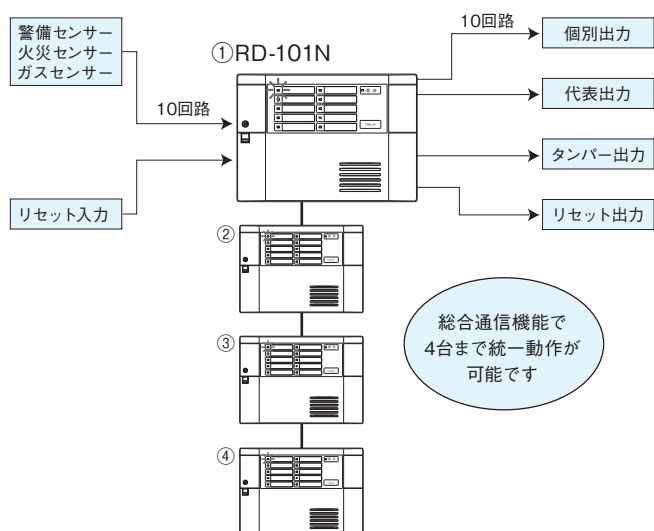 警備センサー
火災センサー
ガスセンサー
10回路
リセット入力
①RD-101N
10回路
個別出力
代表出力
タンパー出力
リセット出力
②
③
④
総合通信機能で
4台まで統一動作が
可能です